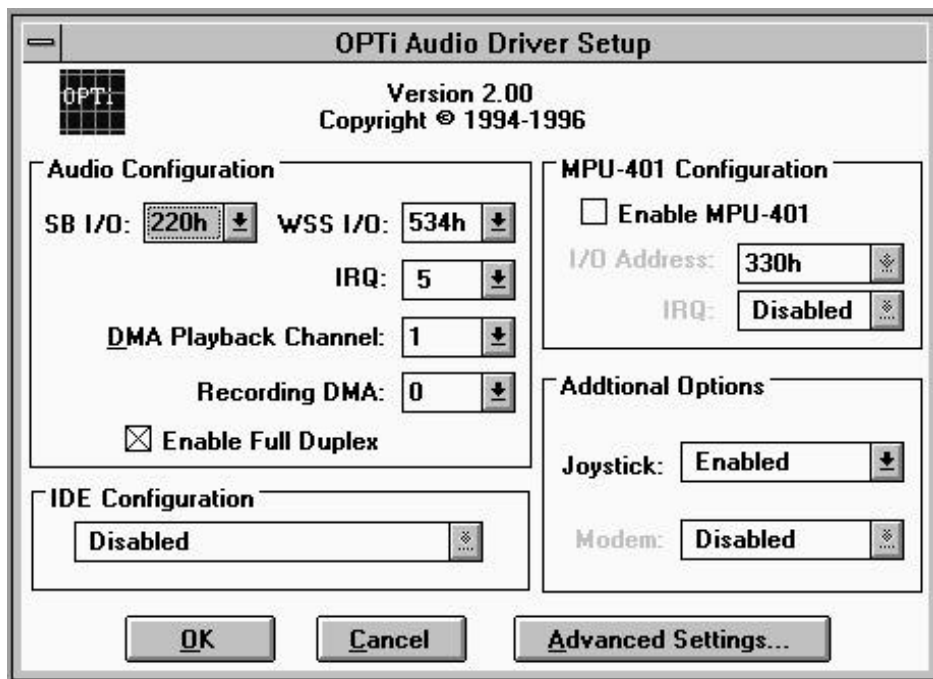 OPTi Audio Driver Setup
OPTi
Version 2.00
Copyright © 1994-1996
Audio Configuration
SB I/O: 220h WSS I/O: 534h
IRQ: 5
DMA Playback Channel: 1
Recording DMA: 0
Enable Full Duplex
IDE Configuration
Disabled
MPU-401 Configuration
Enable MPU-401
I/O Address: 330h
IRQ: Disabled
Addtional Options
Joystick: Enabled
Modem: Disabled
OK Cancel Advanced Settings...